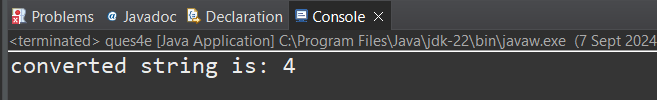 Problems @ Javadoc Declaration Console
<terminated> ques4e [Java Application] C:\Program Files\Java\jdk-22\bin\javaw.exe (7 Sept 2024
converted string is: 4